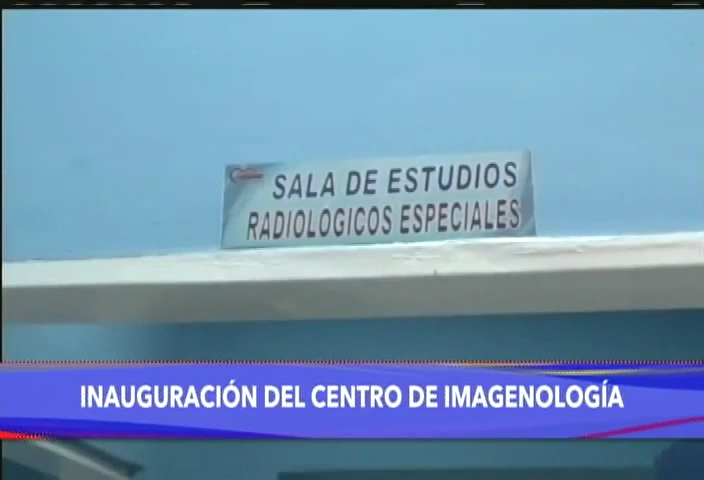 SALA DE ESTUDIOS
RADIOLOGICOS ESPECIALES
INAUGURACIÓN DEL CENTRO DE IMAGENOLOGÍA